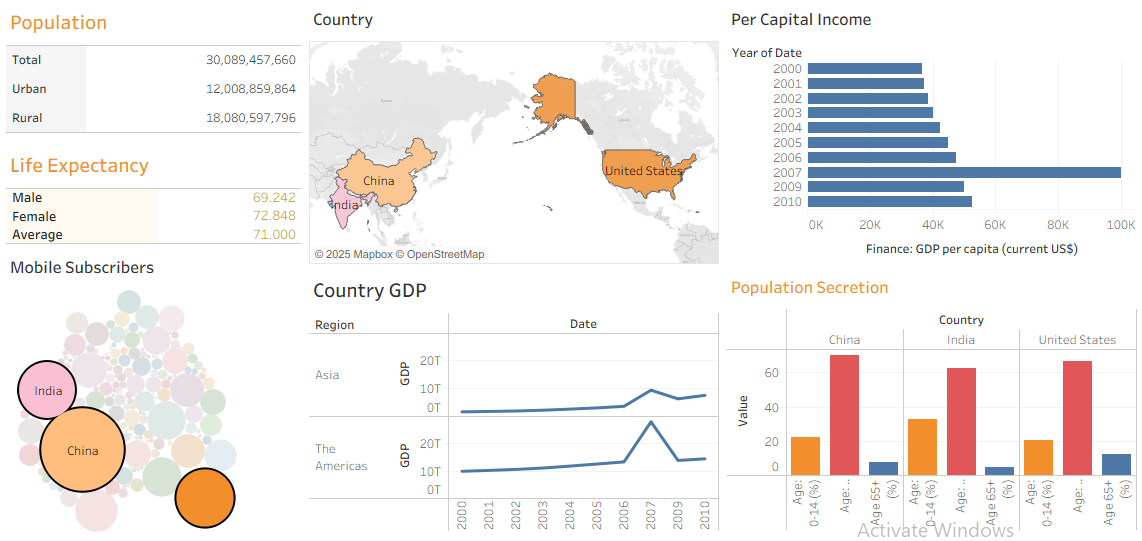 Population
Total 30,089,457,660
Urban 12,008,859,864
Rural 18,080,597,796
Life Expectancy
Male 69.242
Female 72.848
Average 71.000
Mobile Subscribers
India
China
Country
China
India
United States
© 2025 Mapbox © OpenStreetMap
Country GDP
Region Date
Asia
GDP
20T
10T
0T
The
Americas
GDP
20T
10T
0T
2000 2001 2002 2003 2004 2005 2006 2007 2009 2010
Per Capital Income
Year of Date
2000
2001
2002
2003
2004
2005
2006
2007
2009
2010
0K 20K 40K 60K 80K 100K
Finance: GDP per capita (current US$)
Population Secretion
Country
China India United States
Value
60
40
20
0
Age:
0-14 (%)
Age: ..
Age 65+
(%)
Age:
0-14 (%)
Age: ..
Age 65+
(%)
Age:
0-14 (%)
Age: ..
Age 65+
(%)
Activate Windows